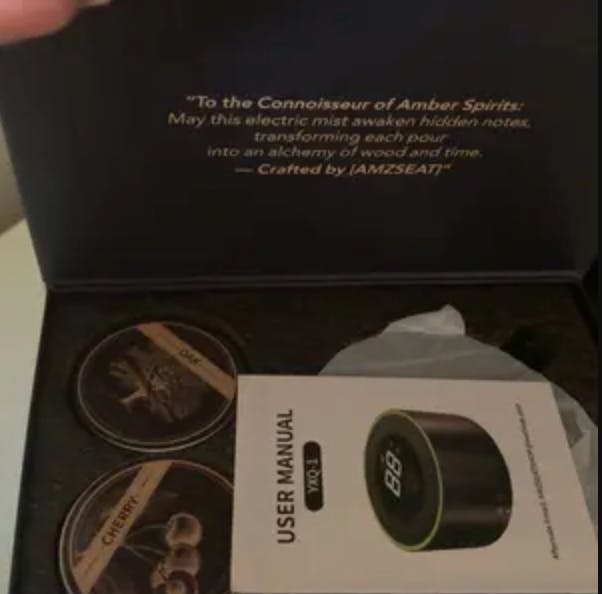 "To the Connoisseur of Amber Spirits:
May this electric mist awaken hidden notes,
transforming each pour
into an alchemy of wood and time.
— Crafted by [AMZSEAT]"
OAK
CHERRY
USER MANUAL
YXQ-1
88